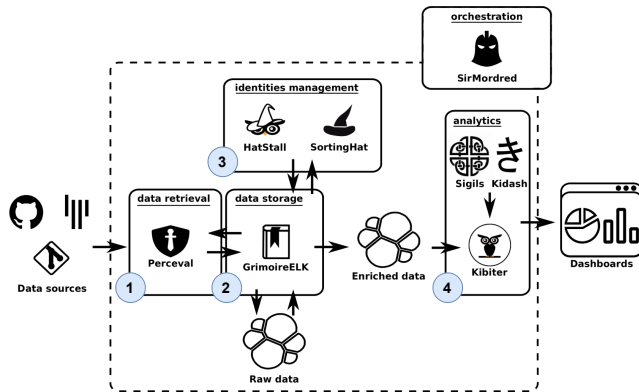 orchestration
SirMordred
identities management
HatStall
SortingHat
3
analytics
Sigils
Kidash
Kibiter
4
data retrieval
Perceval
1
data storage
GrimoireELK
2
Data sources
Enriched data
Raw data
Dashboards
き